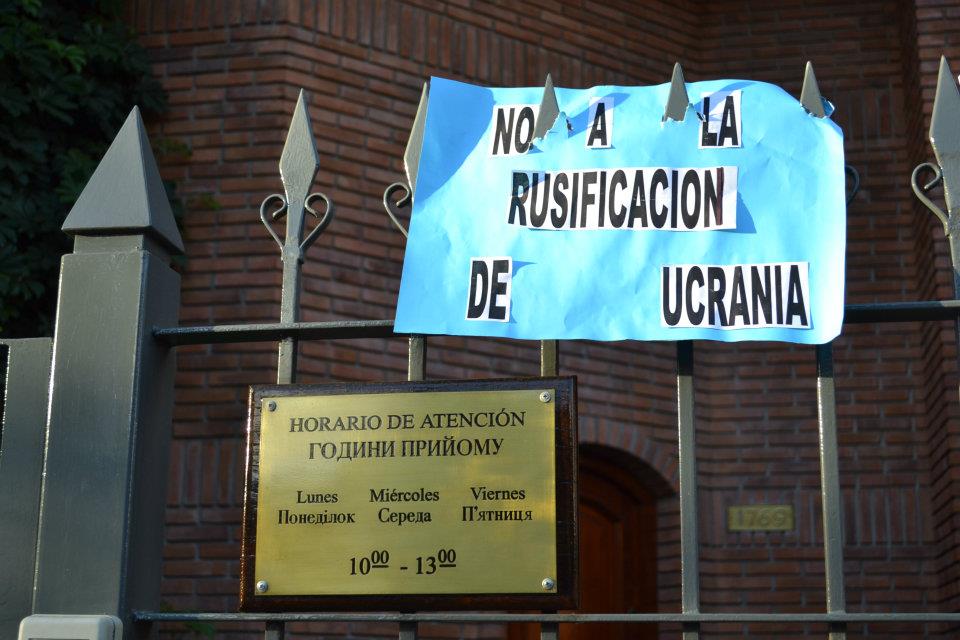 NO A LA
RUSIFICACION
DE UCRANIA
HORARIO DE ATENCIÓN
ГОДИНИ ПРИЙОМУ
Lunes Miércoles Viernes
Понеділок Середа П'ятниця
10⁰⁰ - 13⁰⁰
1769